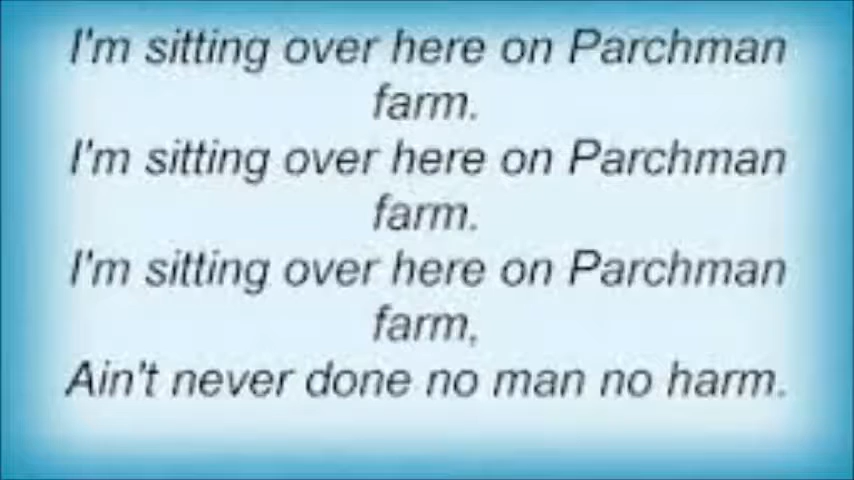 I'm sitting over here on Parchman
farm.
I'm sitting over here on Parchman
farm.
I'm sitting over here on Parchman
farm,
Ain't never done no man no harm.